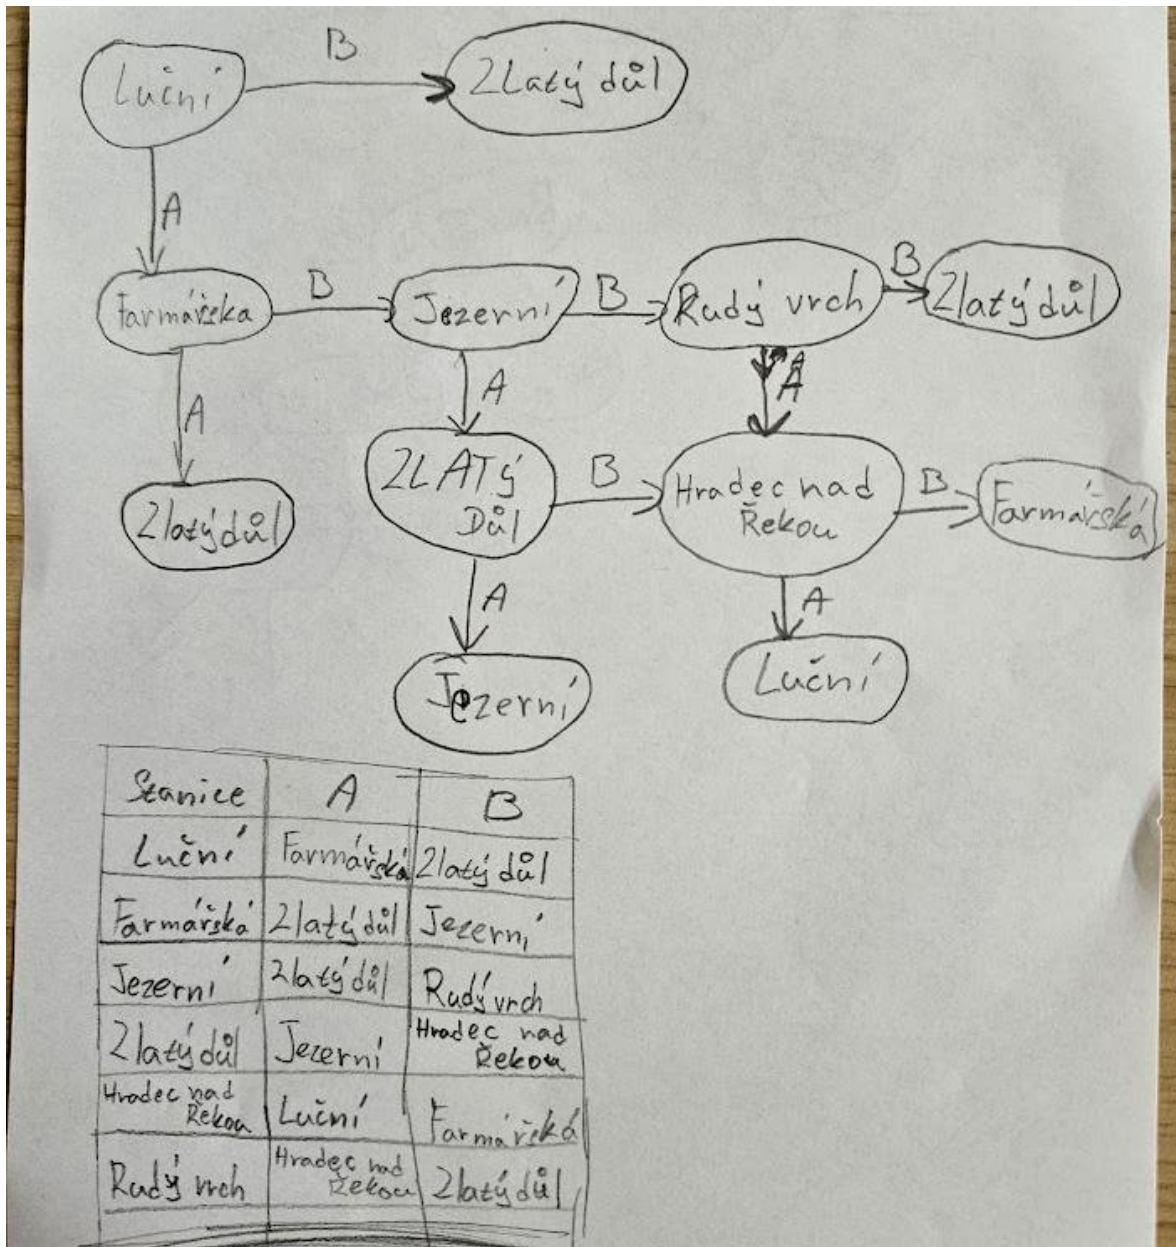 Luční
B
Zlatý důl
A
Farmářska
B
Jezerní
B
Rudý vrch
B
Zlatý důl
A
A
A
Zlatý důl
ZLATÝ
Důl
B
Hradec nad
Řekou
B
Farmářská
A
A
Jezerní
Luční
Stanice A B
Luční Farmářská Zlatý důl
Farmářská Zlatý důl Jezerní
Jezerní Zlatý důl Rudý vrch
Zlatý důl Jezerní Hradec nad
Řekou
Hradec nad
Řekou Luční Farmářská
Rudý vrch Hradec nad
Řekou Zlatý důl